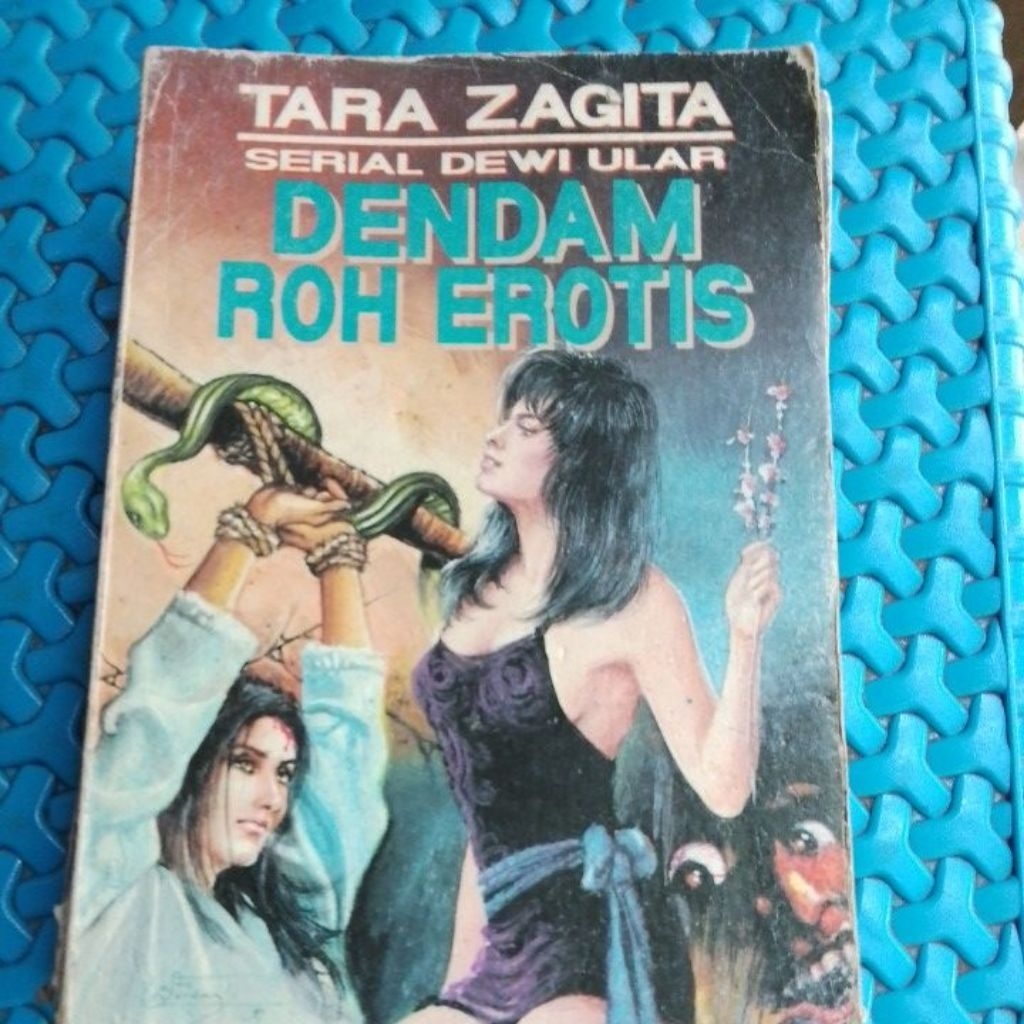 TARA ZAGITA
SERIAL DEWI ULAR
DENDAM
ROH EROTIS